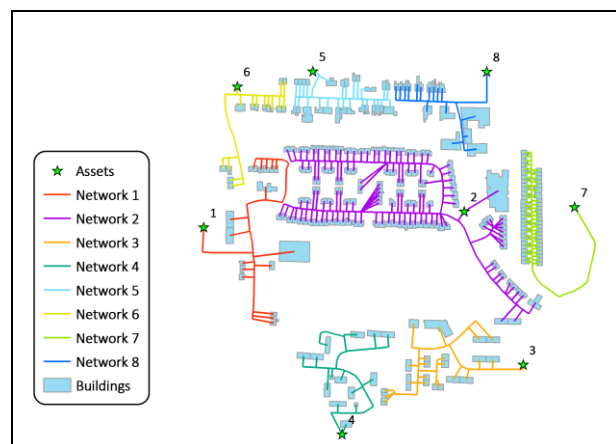 5
8
6
Assets
Network 1
Network 2
Network 3
Network 4
Network 5
Network 6
Network 7
Network 8
Buildings
1
2
7
3
4